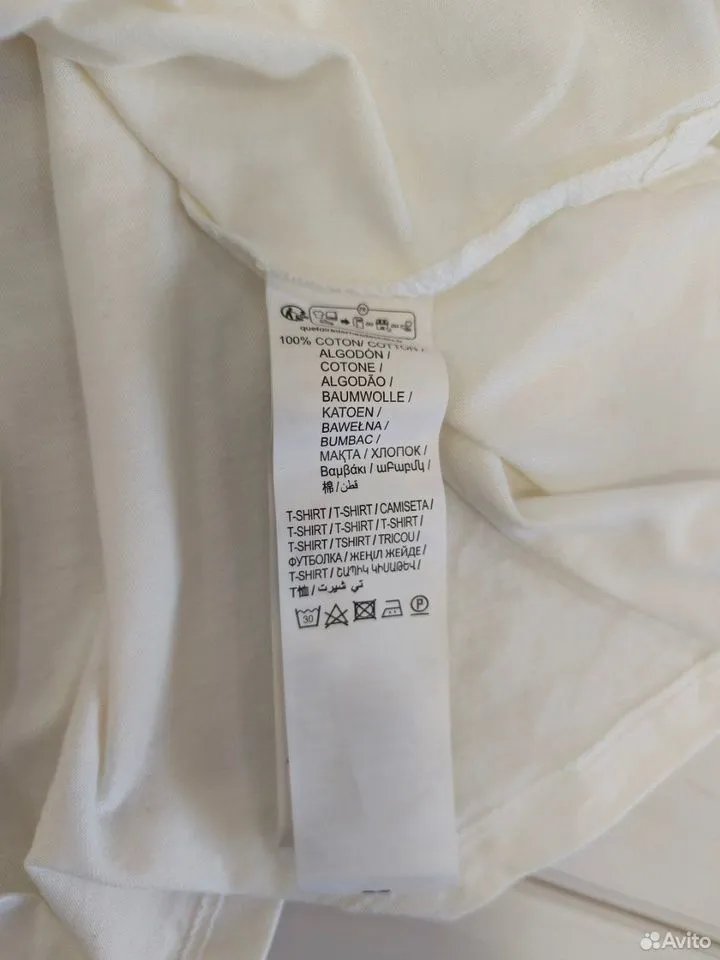 100% COTON/ COTTON /
ALGODÓN /
COTONE /
ALGODÃO /
BAUMWOLLE /
KATOEN /
BAWEŁNA /
BUMBAC /
МАҚТА / ХЛОПОК /
Βαμβάκι / ԱԲԱԲԱԿ /
棉 / قطن
T-SHIRT / T-SHIRT / CAMISETA /
T-SHIRT / T-SHIRT / T-SHIRT /
T-SHIRT / TSHIRT / TRICOU /
ФУТБОЛКА / ЖЕҢІЛ ЖЕЙДЕ /
T-SHIRT / ՇԱՊԻԿ ԿԻՍԱԹԵՎ /
T恤 / تي شيرت
30
P
Avito